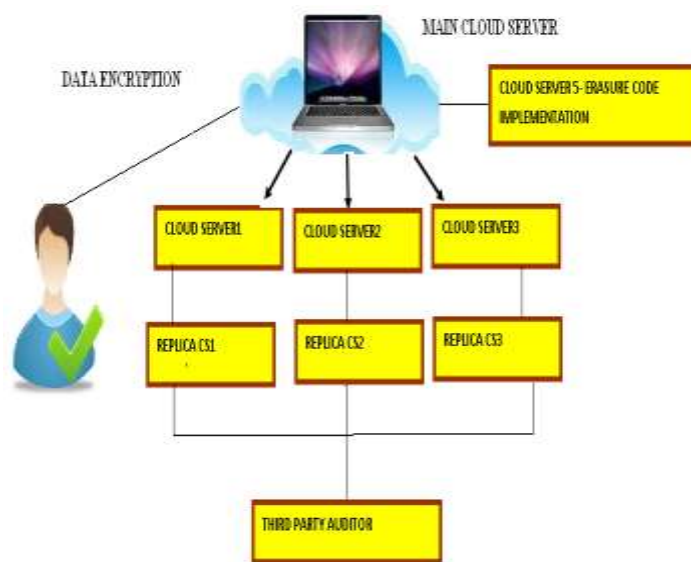 MAIN CLOUD SERVER
DATA ENCRYPTION
CLOUD SERVER 5- ERASURE CODE
IMPLEMENTATION
CLOUD SERVER1
CLOUD SERVER2
CLOUD SERVER3
REPLICA CS1
REPLICA CS2
REPLICA CS3
THIRD PARTY AUDITOR